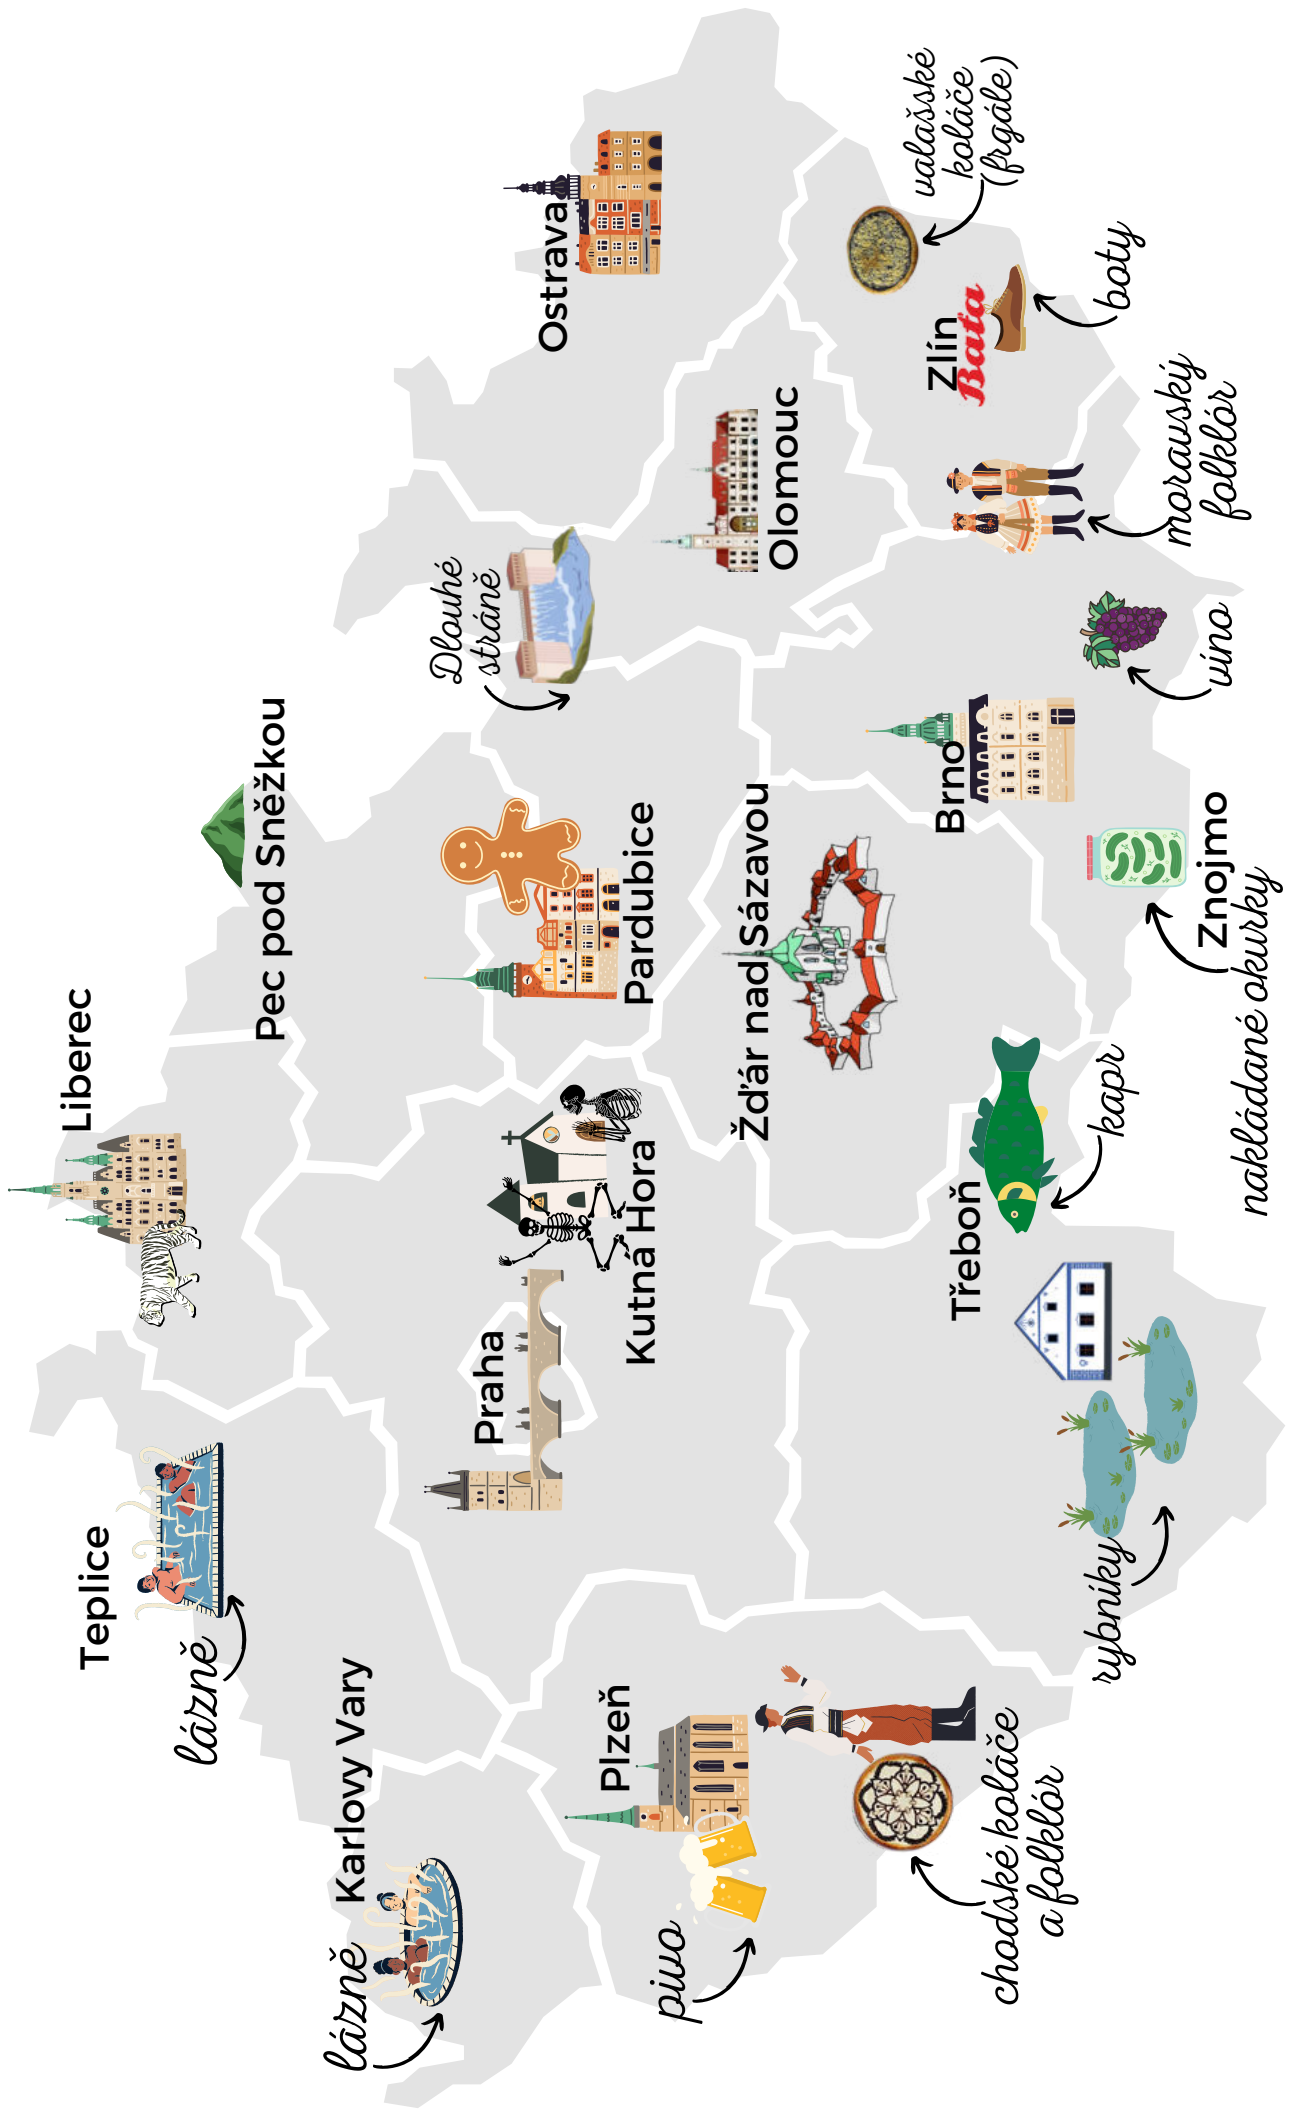 Liberec
Teplice
lázně
Pec pod Sněžkou
Karlovy Vary
lázně
Dlouhé
stráně
Praha
Ostrava
Pardubice
Kutná Hora
Plzeň
pivo
Olomouc
Žďár nad Sázavou
valašské
koláče
(frgále)
Zlín
Baťa
boty
Brno
Třeboň
chodské koláče
a folklór
kapr
rybníky
moravský
folklór
víno
Znojmo
nakládané okurky